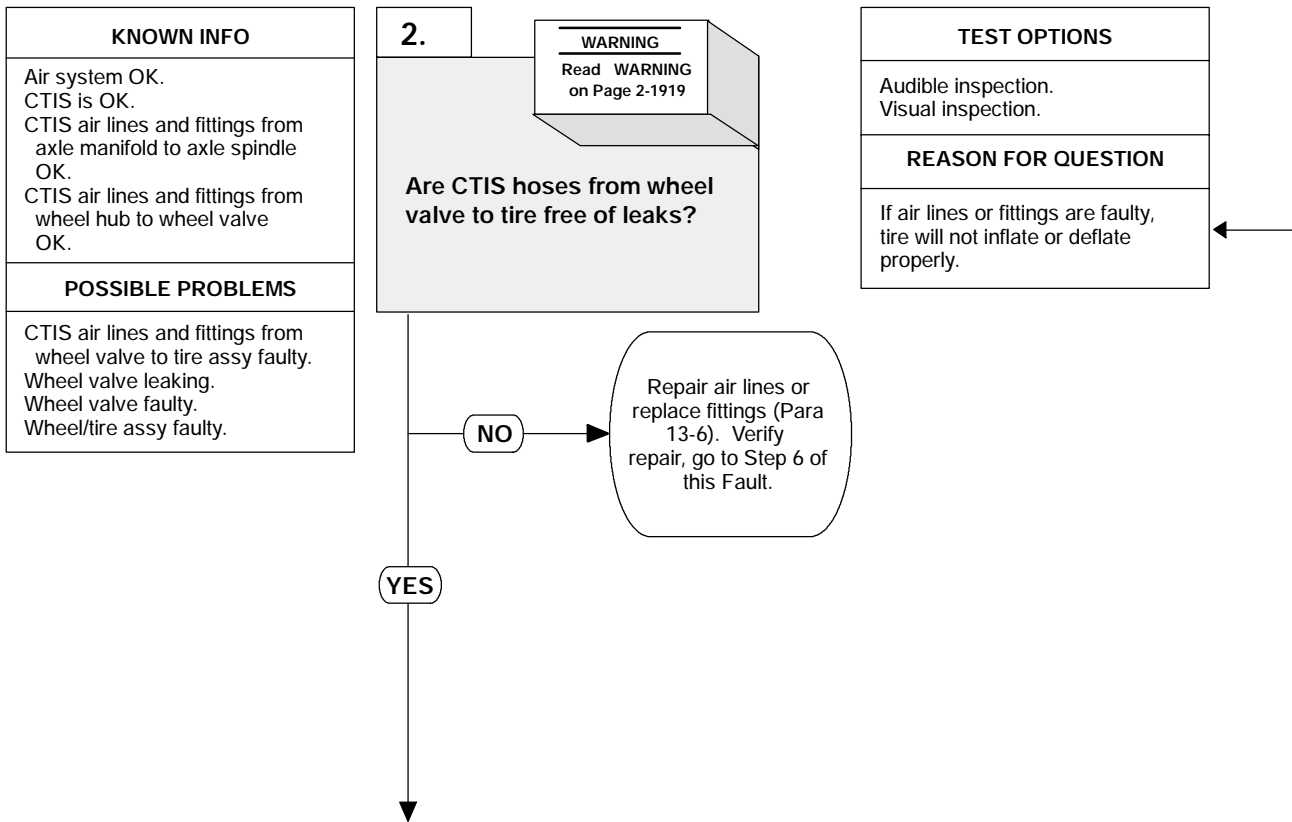 KNOWN INFO
Air system OK.
CTIS is OK.
CTIS air lines and fittings from
axle manifold to axle spindle
OK.
CTIS air lines and fittings from
wheel hub to wheel valve
OK.
POSSIBLE PROBLEMS
CTIS air lines and fittings from
wheel valve to tire assy faulty.
Wheel valve leaking.
Wheel valve faulty.
Wheel/tire assy faulty.
2.
WARNING
Read WARNING
on Page 2-1919
Are CTIS hoses from wheel
valve to tire free of leaks?
TEST OPTIONS
Audible inspection.
Visual inspection.
REASON FOR QUESTION
If air lines or fittings are faulty,
tire will not inflate or deflate
properly.
NO
Repair air lines or
replace fittings (Para
13-6). Verify
repair, go to Step 6 of
this Fault.
YES